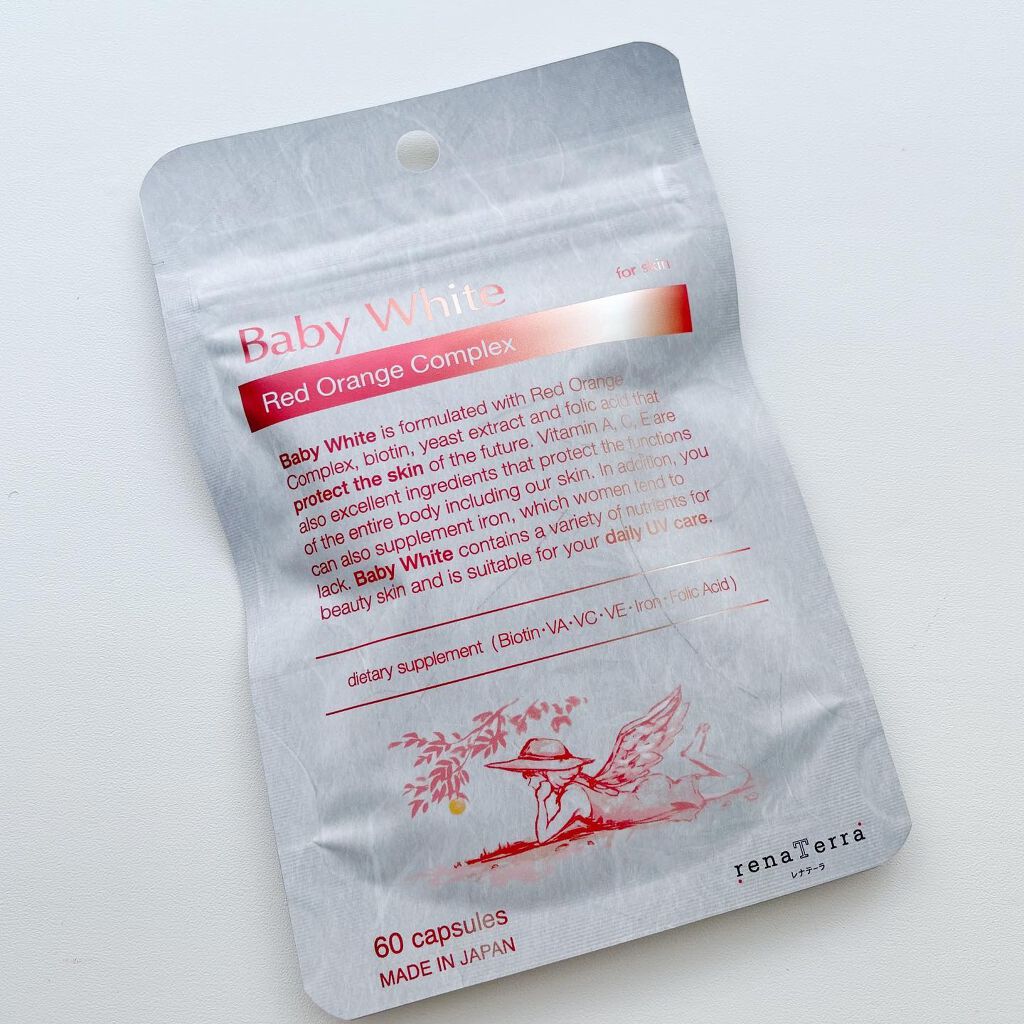 for skin
Baby White
Red Orange Complex
Baby White is formulated with Red Orange
Complex, biotin, yeast extract and folic acid that
protect the skin of the future. Vitamin A, C, E are
also excellent ingredients that protect the functions
of the entire body including our skin. In addition, you
can also supplement iron, which women tend to
lack. Baby White contains a variety of nutrients for
beauty skin and is suitable for your daily UV care.
dietary supplement (Biotin・VA・VC・VE・Iron・Folic Acid)
renaTerra
レナテーラ
60 capsules
MADE IN JAPAN